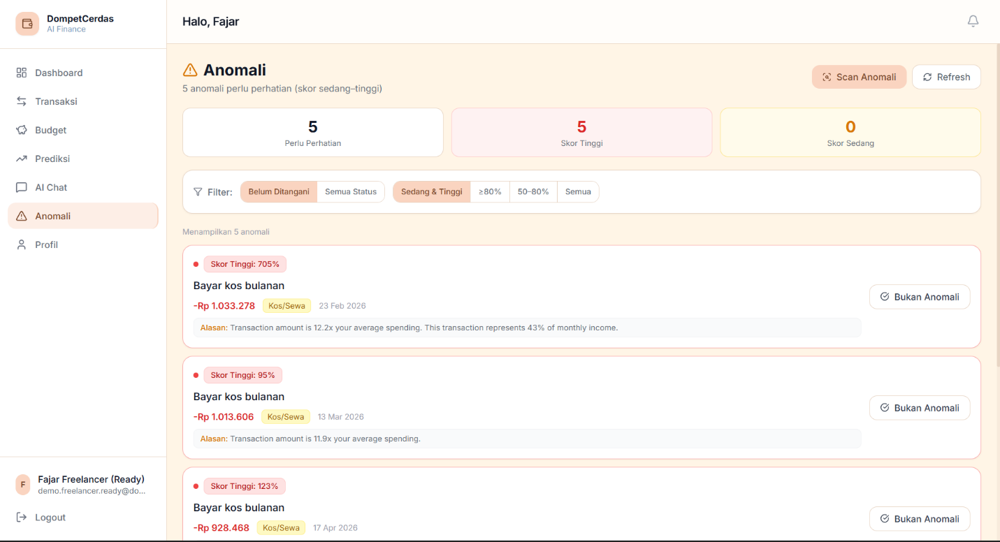 DompetCerdas
AI Finance
Dashboard
Transaksi
Budget
Prediksi
AI Chat
Anomali
Profil
Fajar Freelancer (Ready)
F
demo.freelancer.ready@do...
Logout
Halo, Fajar
Anomali
5 anomali perlu perhatian (skor sedang–tinggi)
Scan Anomali
Refresh
5
Perlu Perhatian
5
Skor Tinggi
0
Skor Sedang
Filter:
Belum Ditangani
Semua Status
Sedang & Tinggi
≥80%
50–80%
Semua
Menampilkan 5 anomali
Skor Tinggi: 705%
Bayar kos bulanan
-Rp 1.033.278 Kos/Sewa 23 Feb 2026
Alasan: Transaction amount is 12.2x your average spending. This transaction represents 43% of monthly income.
Bukan Anomali
Skor Tinggi: 95%
Bayar kos bulanan
-Rp 1.013.606 Kos/Sewa 13 Mar 2026
Alasan: Transaction amount is 11.9x your average spending.
Bukan Anomali
Skor Tinggi: 123%
Bayar kos bulanan
-Rp 928.468 Kos/Sewa 17 Apr 2026
Bukan Anomali